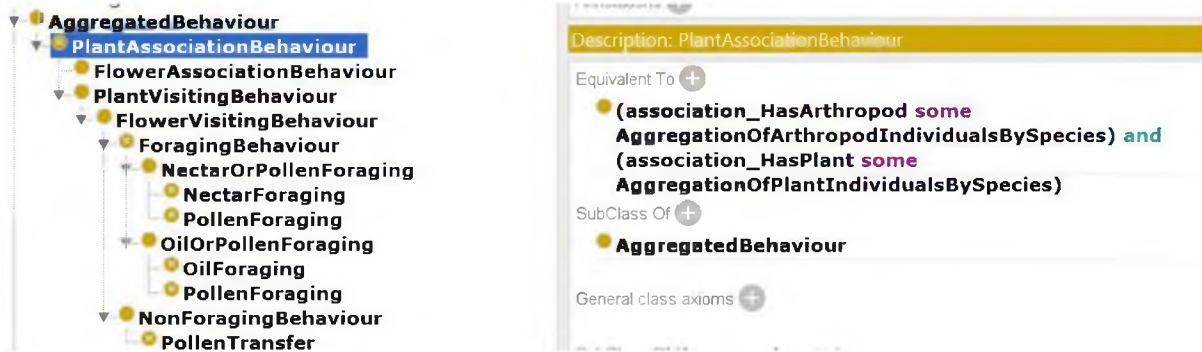 AggregatedBehaviour
PlantAssociationBehaviour
FlowerAssociationBehaviour
PlantVisitingBehaviour
FlowerVisitingBehaviour
ForagingBehaviour
NectarOrPollenForaging
NectarForaging
PollenForaging
OilOrPollenForaging
OilForaging
PollenForaging
NonForagingBehaviour
PollenTransfer
Description: PlantAssociationBehaviour
Equivalent To
(association_HasArthropod some
AggregationOfArthropodIndividualsBySpecies) and
(association_HasPlant some
AggregationOfPlantIndividualsBySpecies)
SubClass Of
AggregatedBehaviour
General class axioms